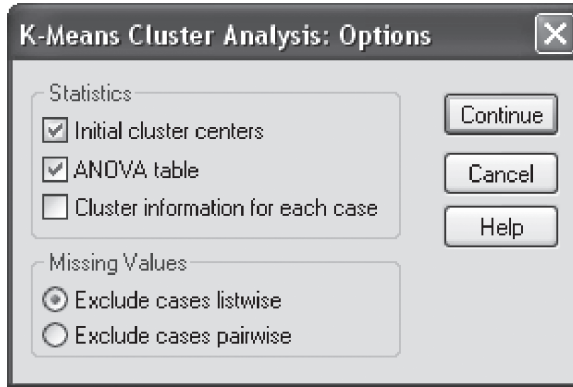 K-Means Cluster Analysis: Options
Statistics
Initial cluster centers
ANOVA table
Cluster information for each case
Missing Values
Exclude cases listwise
Exclude cases pairwise
Continue
Cancel
Help